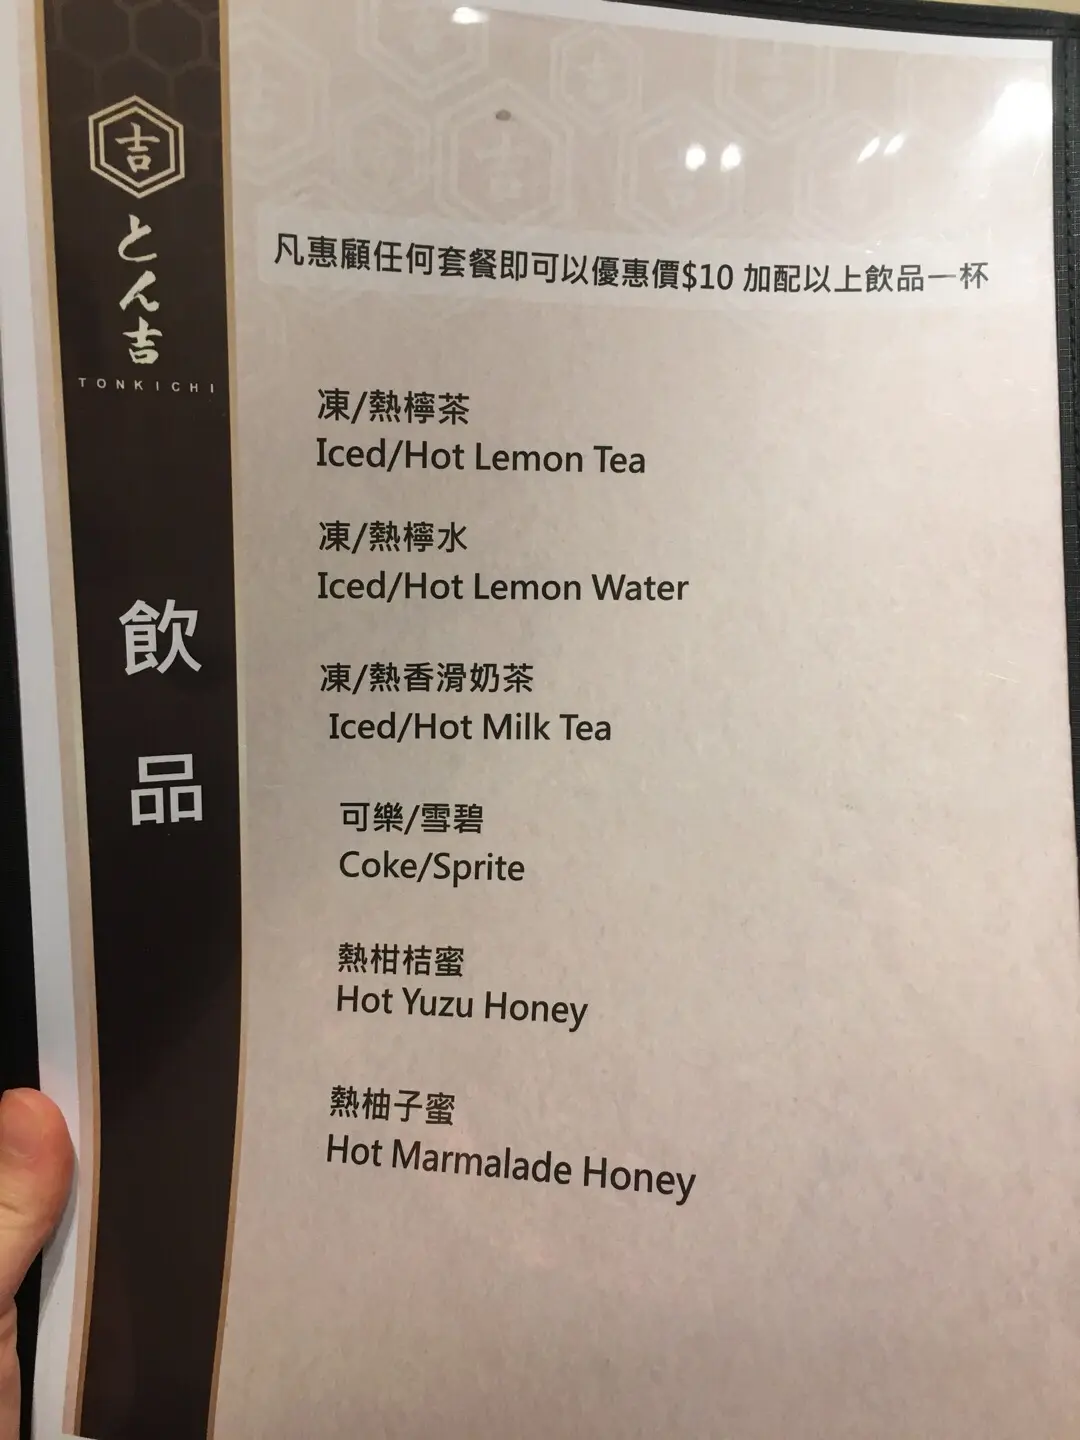 吉
とん吉
TONKICHI
飲品
凡惠顧任何套餐即可以優惠價$10 加配以上飲品一杯
凍/熱檸茶
Iced/Hot Lemon Tea
凍/熱檸水
Iced/Hot Lemon Water
凍/熱香滑奶茶
Iced/Hot Milk Tea
可樂/雪碧
Coke/Sprite
熱柑桔蜜
Hot Yuzu Honey
熱柚子蜜
Hot Marmalade Honey